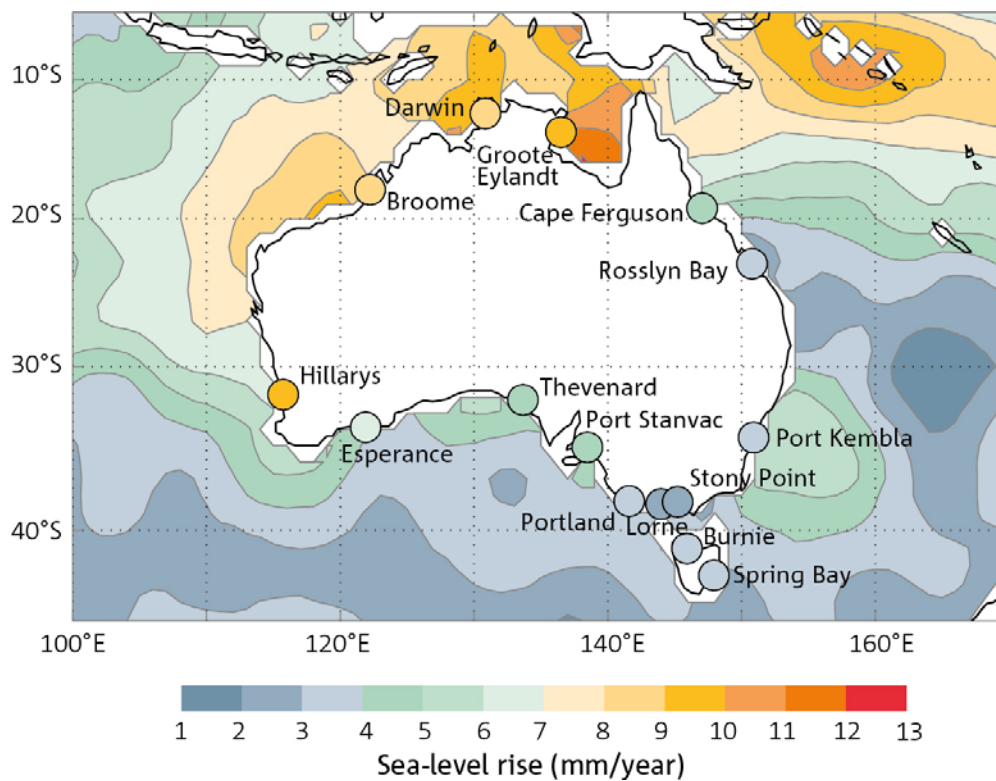 10°S
Darwin
Groote
Eylandt
Broome
20°S
Cape Ferguson
Rosslyn Bay
30°S
Hillarys
Thevenard
Port Stanvac
Port Kembla
Esperance
Stony Point
Portland
Lorne
40°S
Burnie
Spring Bay
100°E 120°E 140°E 160°E
1 2 3 4 5 6 7 8 9 10 11 12 13
Sea-level rise (mm/year)